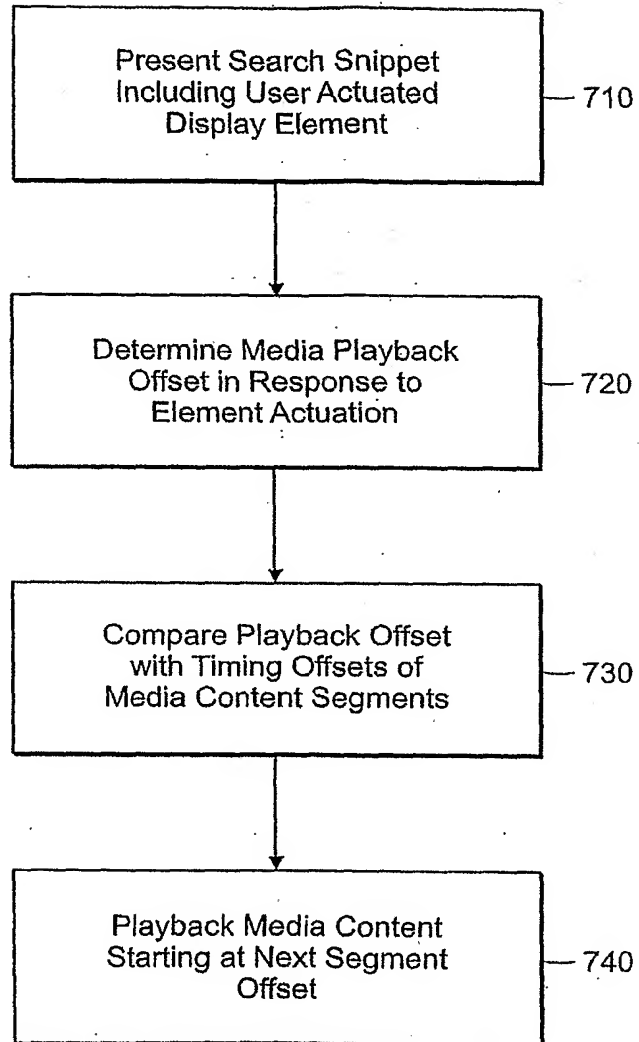 Present Search Snippet
Including User Actuated
Display Element
710
Determine Media Playback
Offset in Response to
Element Actuation
720
Compare Playback Offset
with Timing Offsets of
Media Content Segments
730
Playback Media Content
Starting at Next Segment
Offset
740